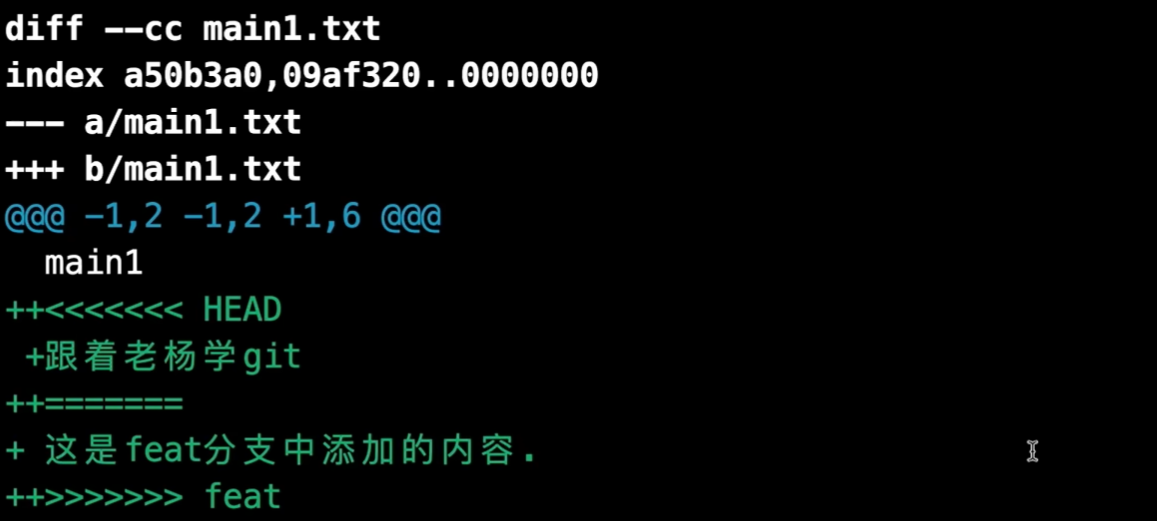 diff --cc main1.txt
index a50b3a0,09af320..0000000
--- a/main1.txt
+++ b/main1.txt
@@@ -1,2 -1,2 +1,6 @@@
  main1
++<<<<<<< HEAD
 +跟着老杨学git
++=======
+ 这是feat分支中添加的内容.
++>>>>>>> feat